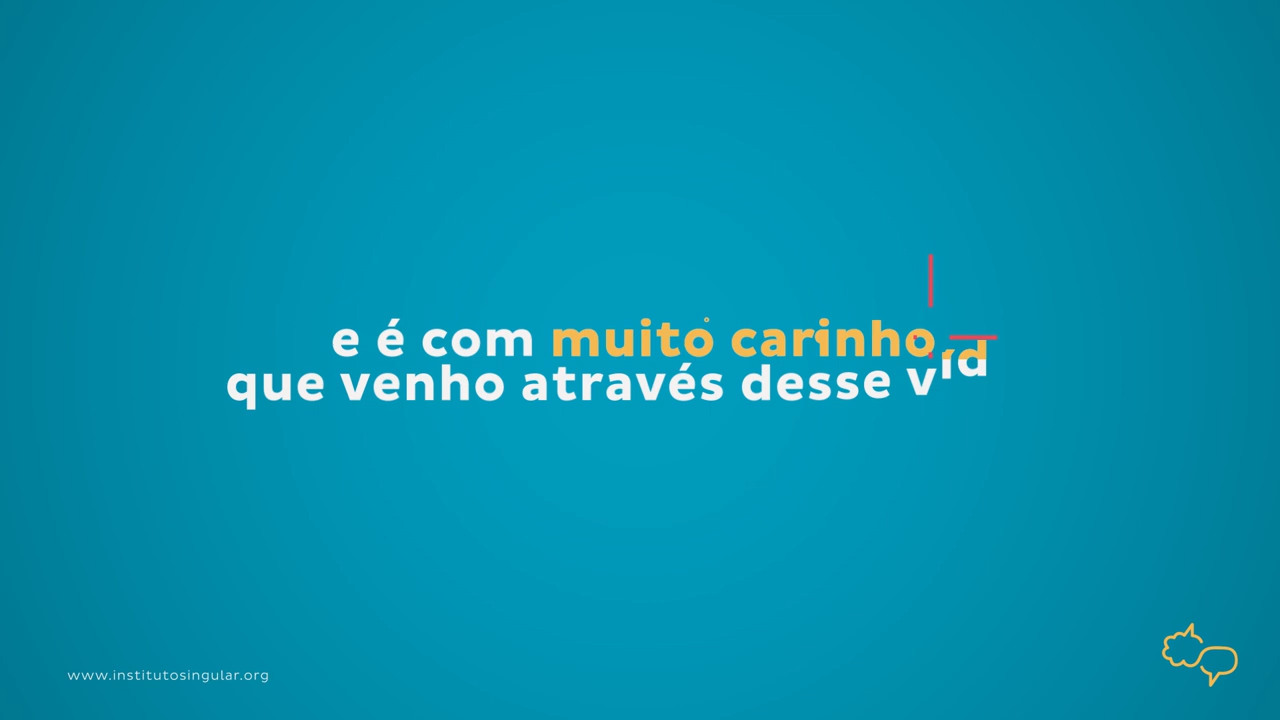 e é com muito carinho
que venho através desse
www.institutosingular.org